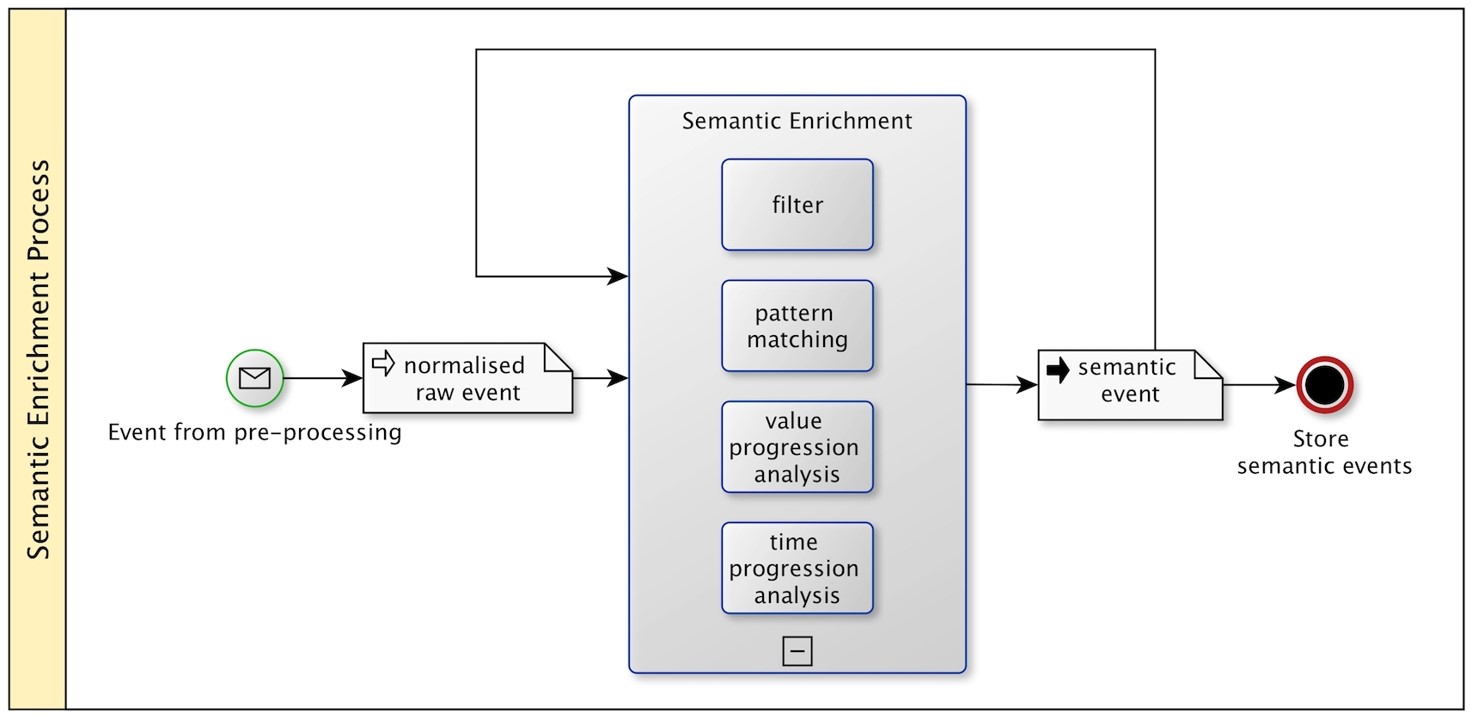 Semantic Enrichment Process
Event from pre-processing
normalised
raw event
Semantic Enrichment
filter
pattern
matching
value
progression
analysis
time
progression
analysis
semantic
event
Store
semantic events